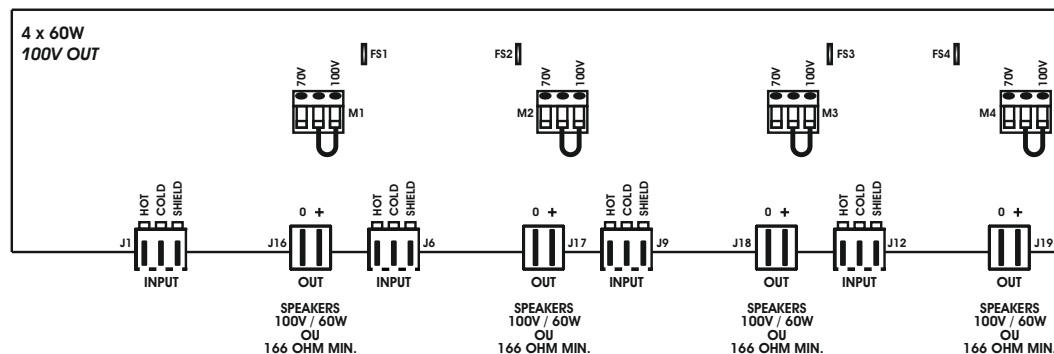 4 x 60W
100V OUT
FS1
FS2
FS3
FS4
70V
100V
M1
70V
100V
M2
70V
100V
M3
70V
100V
M4
HOT
COLD
SHIELD
J1
INPUT
0 +
J16
OUT
SPEAKERS
100V / 60W
OU
166 OHM MIN.
HOT
COLD
SHIELD
J6
INPUT
0 +
J17
OUT
SPEAKERS
100V / 60W
OU
166 OHM MIN.
HOT
COLD
SHIELD
J9
INPUT
0 +
J18
OUT
SPEAKERS
100V / 60W
OU
166 OHM MIN.
HOT
COLD
SHIELD
J12
INPUT
0 +
J19
OUT
SPEAKERS
100V / 60W
OU
166 OHM MIN.